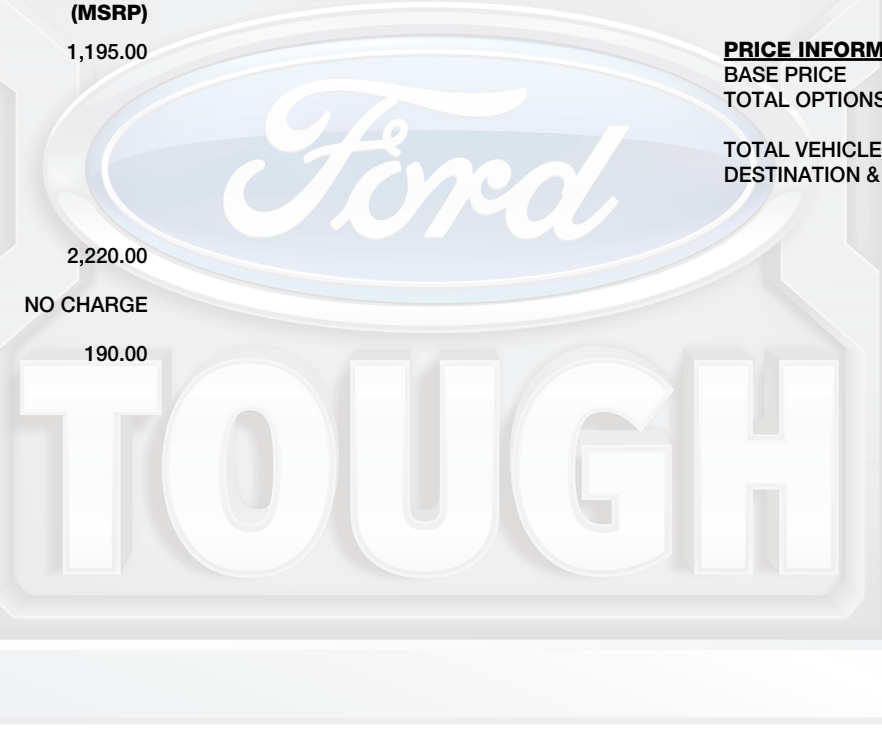 (MSRP)
1,195.00
2,220.00
NO CHARGE
190.00
PRICE INFORM
BASE PRICE
TOTAL OPTIONS
TOTAL VEHICLE
DESTINATION &
Ford
TOUGH